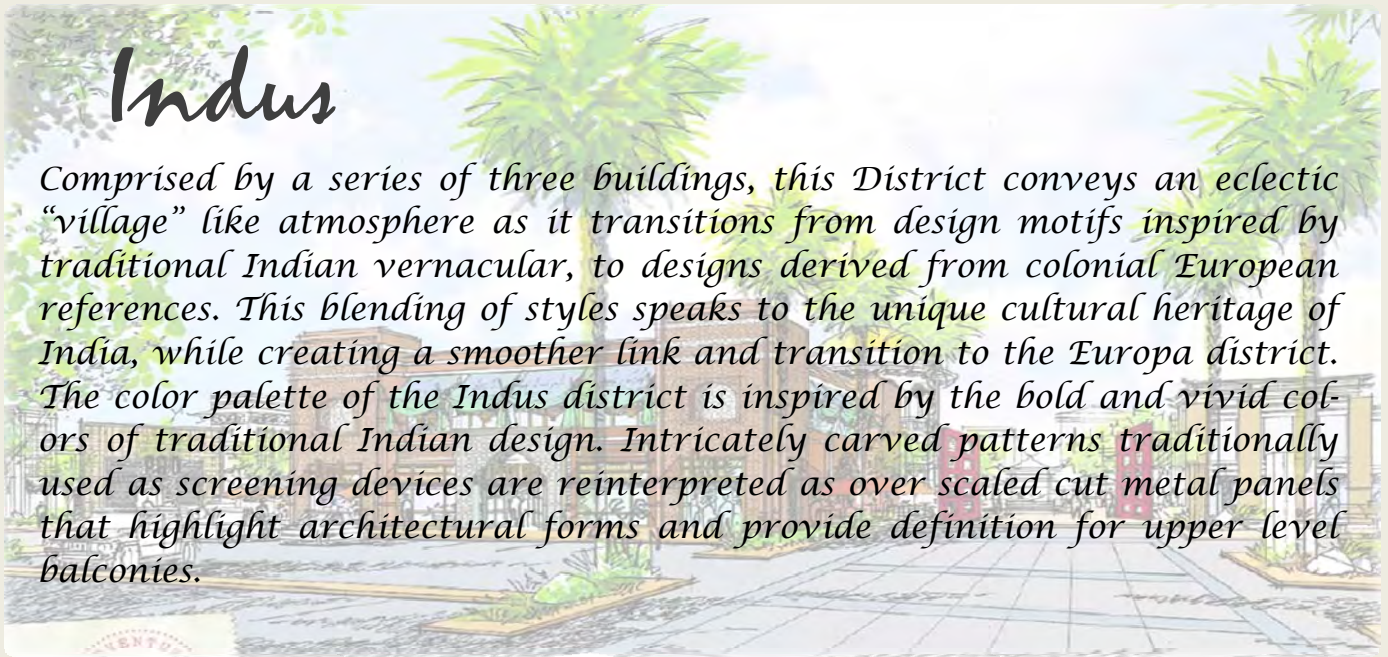 Indus
Comprised by a series of three buildings, this District conveys an eclectic
“village” like atmosphere as it transitions from design motifs inspired by
traditional Indian vernacular, to designs derived from colonial European
references. This blending of styles speaks to the unique cultural heritage of
India, while creating a smoother link and transition to the Europa district.
The color palette of the Indus district is inspired by the bold and vivid col-
ors of traditional Indian design. Intricately carved patterns traditionally
used as screening devices are reinterpreted as over scaled cut metal panels
that highlight architectural forms and provide definition for upper level
balconies.